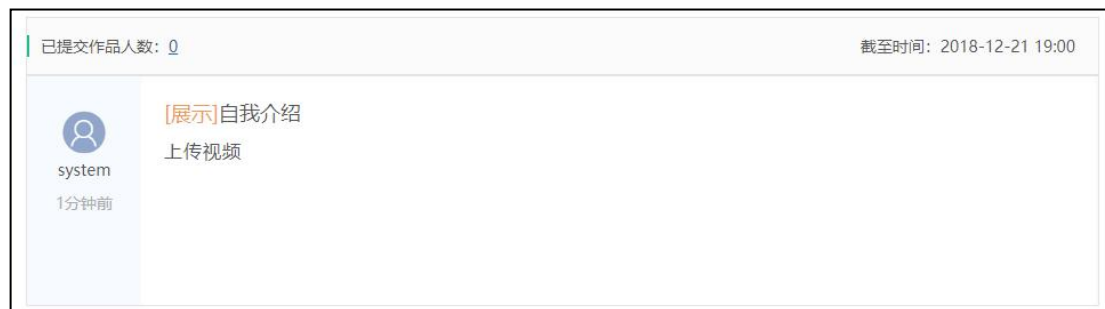 已提交作品人数：0
截至时间：2018-12-21 19:00
[展示]自我介绍
上传视频
system
1分钟前